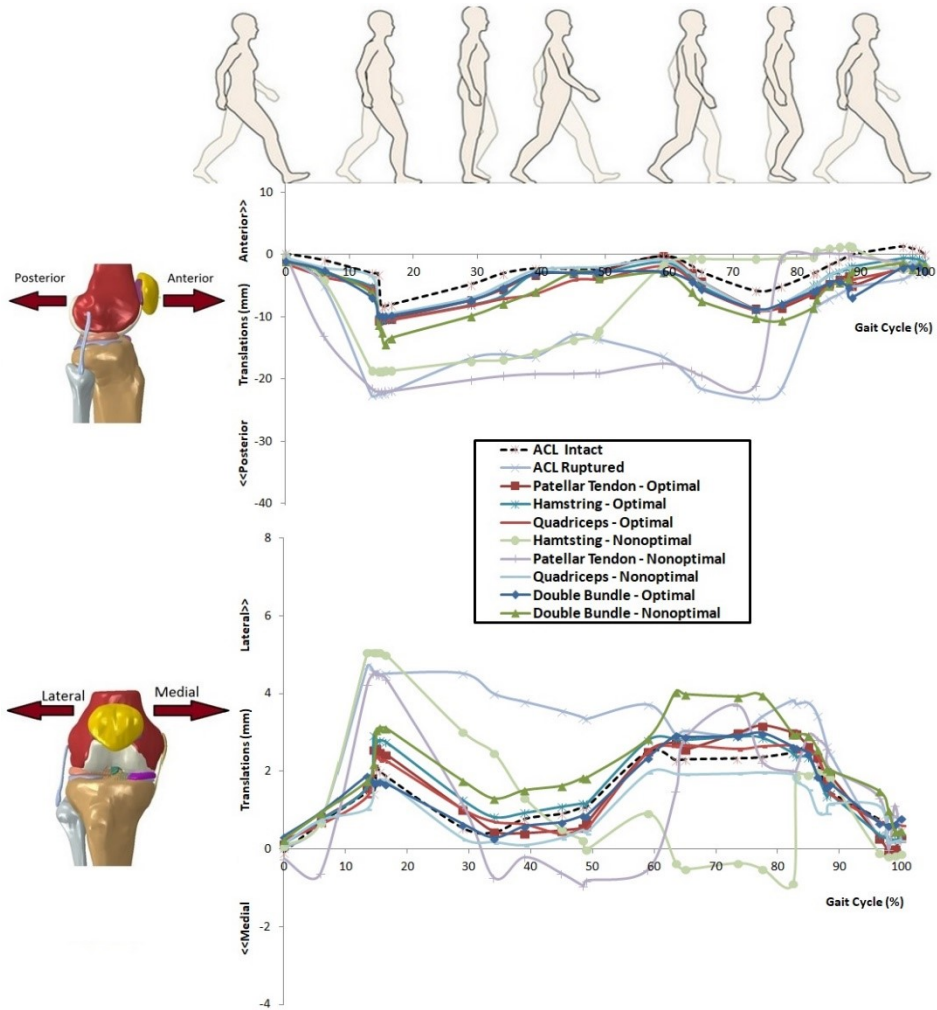 10
Anterior>>
0
0
10
20
30
40
50
60
70
80
90
100
Posterior
Anterior
Translations (mm)
-10
Gait Cycle (%)
-20
-30
<<Posterior
-40
ACL Intact
ACL Ruptured
Patellar Tendon - Optimal
Hamstring - Optimal
Quadriceps - Optimal
Hamtsting - Nonoptimal
Patellar Tendon - Nonoptimal
Quadriceps - Nonoptimal
Double Bundle - Optimal
Double Bundle - Nonoptimal
8
Lateral>>
6
4
Lateral
Medial
Translations (mm)
2
0
0
10
20
30
40
50
60
70
80
90
100
Gait Cycle (%)
<<Medial
-2
-4